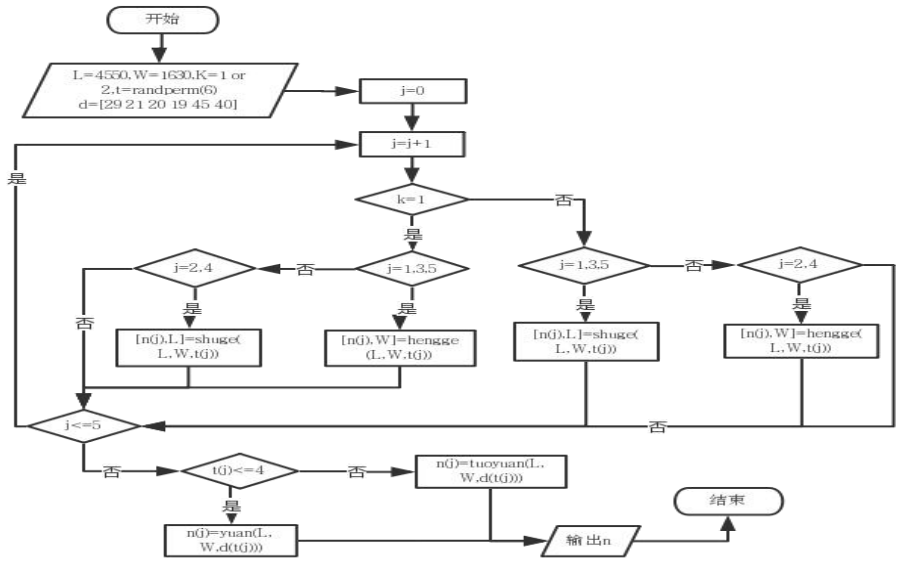 开始
L=4550,W=1630,K=1 or
2,t=randperm(6)
d=[29 21 20 19 45 40]
j=0
j=j+1
是
k=1
否
是
j=2,4
否
j=1,3,5
j=1,3,5
否
j=2,4
否
是
是
是
是
[n(j),L]=shuge(
L,W,t(j))
[n(j),W]=hengge
(L,W,t(j))
[n(j),L]=shuge(
L,W,t(j))
[n(j),W]=hengge(
L,W,t(j))
j<=5
否
否
t(j)<=4
否
n(j)=tuoyuan(L,
W,d(t(j)))
是
n(j)=yuan(L,
W,d(t(j)))
输出n
结束